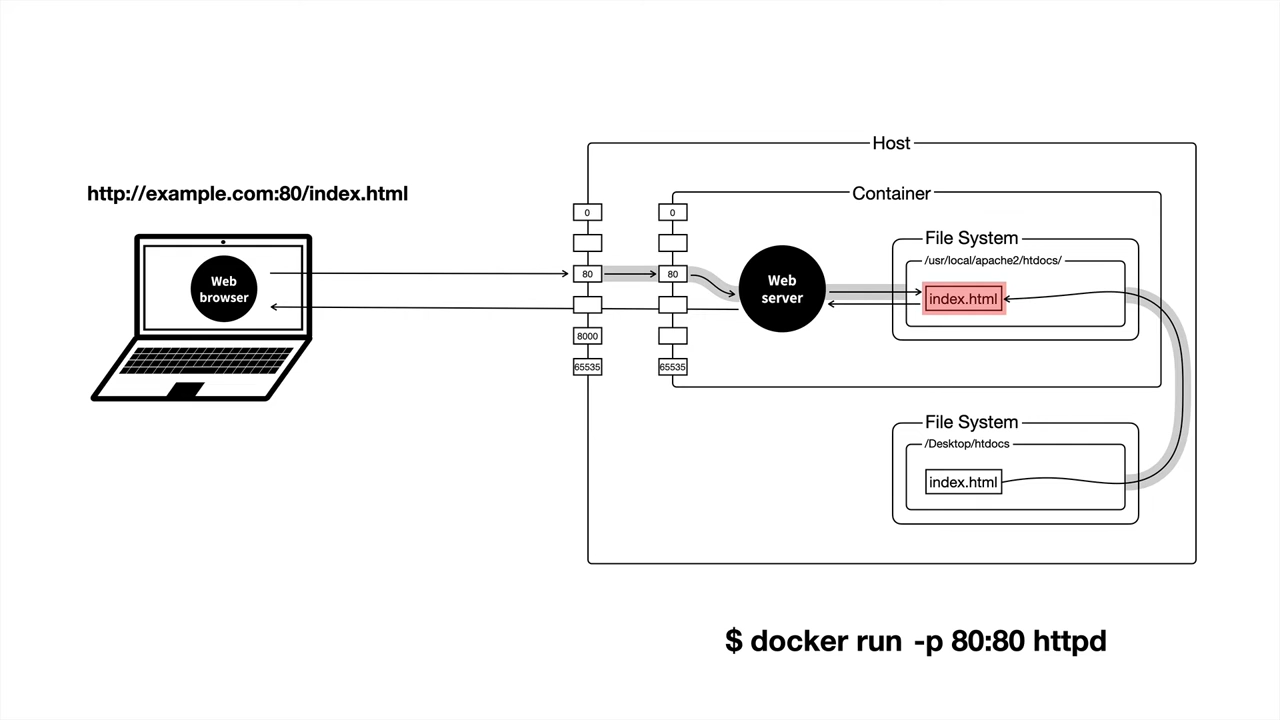 Host
http://example.com:80/index.html
Container
0
0
File System
/usr/local/apache2/htdocs/
80
80
Web
server
Web
browser
index.html
8000
65535
65535
File System
/Desktop/htdocs
index.html
$ docker run -p 80:80 httpd